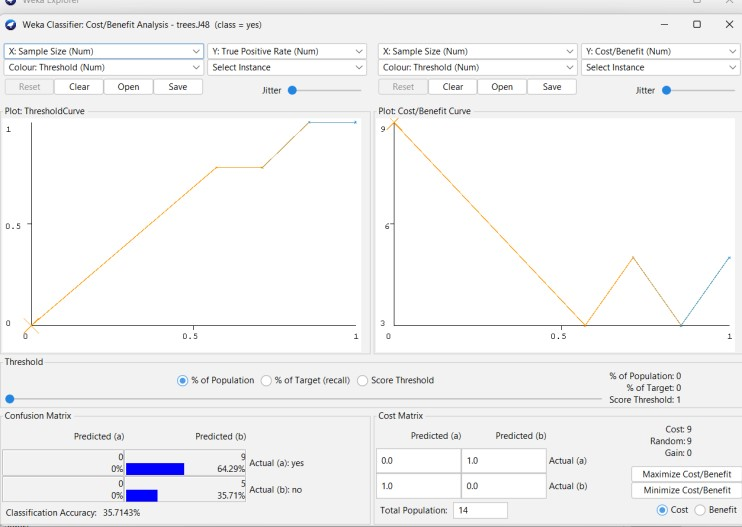 Weka Explorer
Weka Classifier: Cost/Benefit Analysis - trees.J48 (class = yes)
X: Sample Size (Num) Y: True Positive Rate (Num) X: Sample Size (Num) Y: Cost/Benefit (Num)
Colour: Threshold (Num) Select Instance Colour: Threshold (Num) Select Instance
Reset Clear Open Save Jitter Reset Clear Open Save Jitter
Plot: ThresholdCurve Plot: Cost/Benefit Curve
1 9
0.5 6
0 3
0 0.5 1 0 0.5 1
Threshold
% of Population % of Target (recall) Score Threshold
% of Population: 0
% of Target: 0
Score Threshold: 1
Confusion Matrix
Predicted (a) Predicted (b)
0 9
0% 64.29% Actual (a): yes
0 5
0% 35.71% Actual (b): no
Classification Accuracy: 35.7143%
Cost Matrix
Predicted (a) Predicted (b)
0.0 1.0 Actual (a)
1.0 0.0 Actual (b)
Total Population: 14
Cost: 9
Random: 9
Gain: 0
Maximize Cost/Benefit
Minimize Cost/Benefit
Cost Benefit